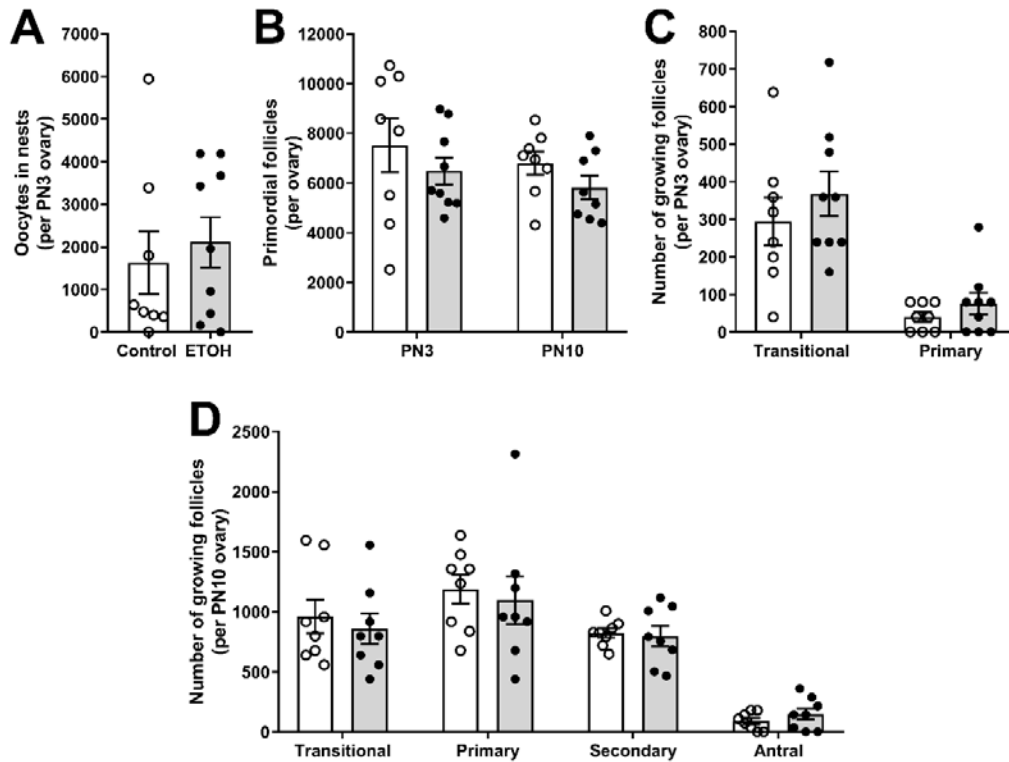 A
Oocytes in nests
(per PN3 ovary)
7000
6000
5000
4000
3000
2000
1000
0
Control ETOH
B
Primordial follicles
(per ovary)
12000
10000
8000
6000
4000
2000
0
PN3 PN10
C
Number of growing follicles
(per PN3 ovary)
800
700
600
500
400
300
200
100
0
Transitional Primary
D
Number of growing follicles
(per PN10 ovary)
2500
2000
1500
1000
500
0
Transitional Primary Secondary Antral